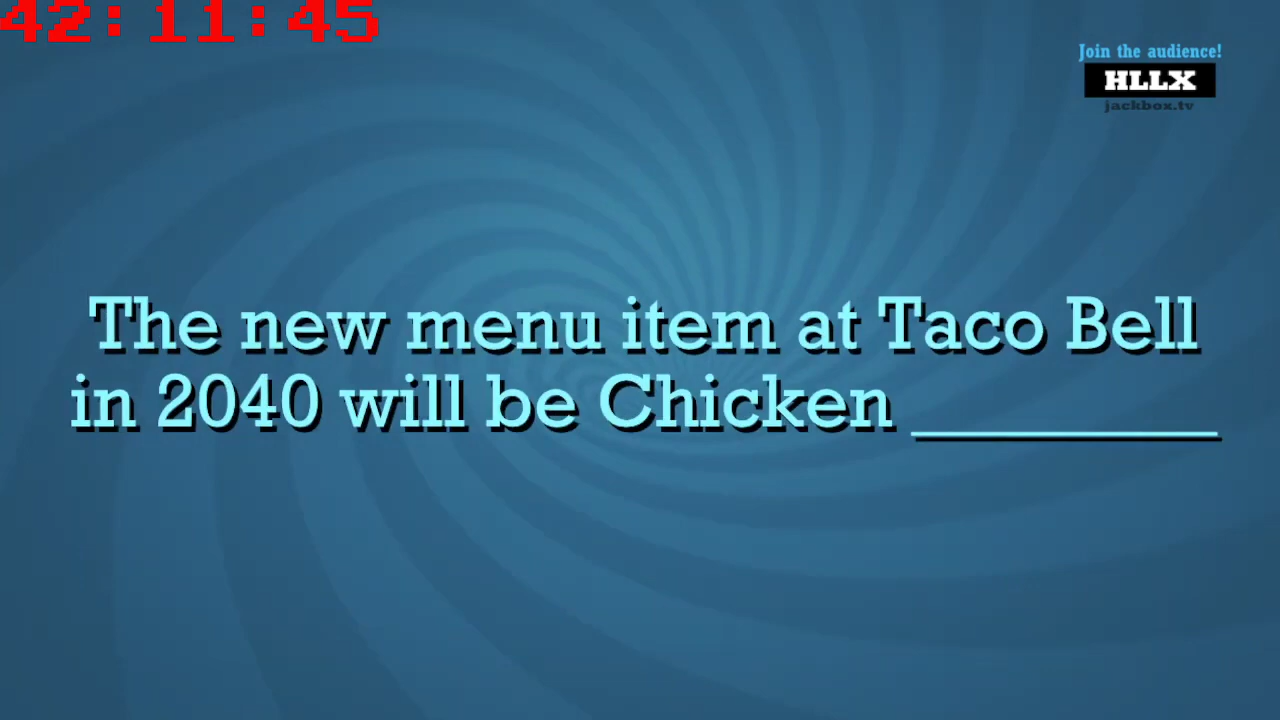 42:11:45
Join the audience!
HLLX
jackbox.tv
The new menu item at Taco Bell
in 2040 will be Chicken ________